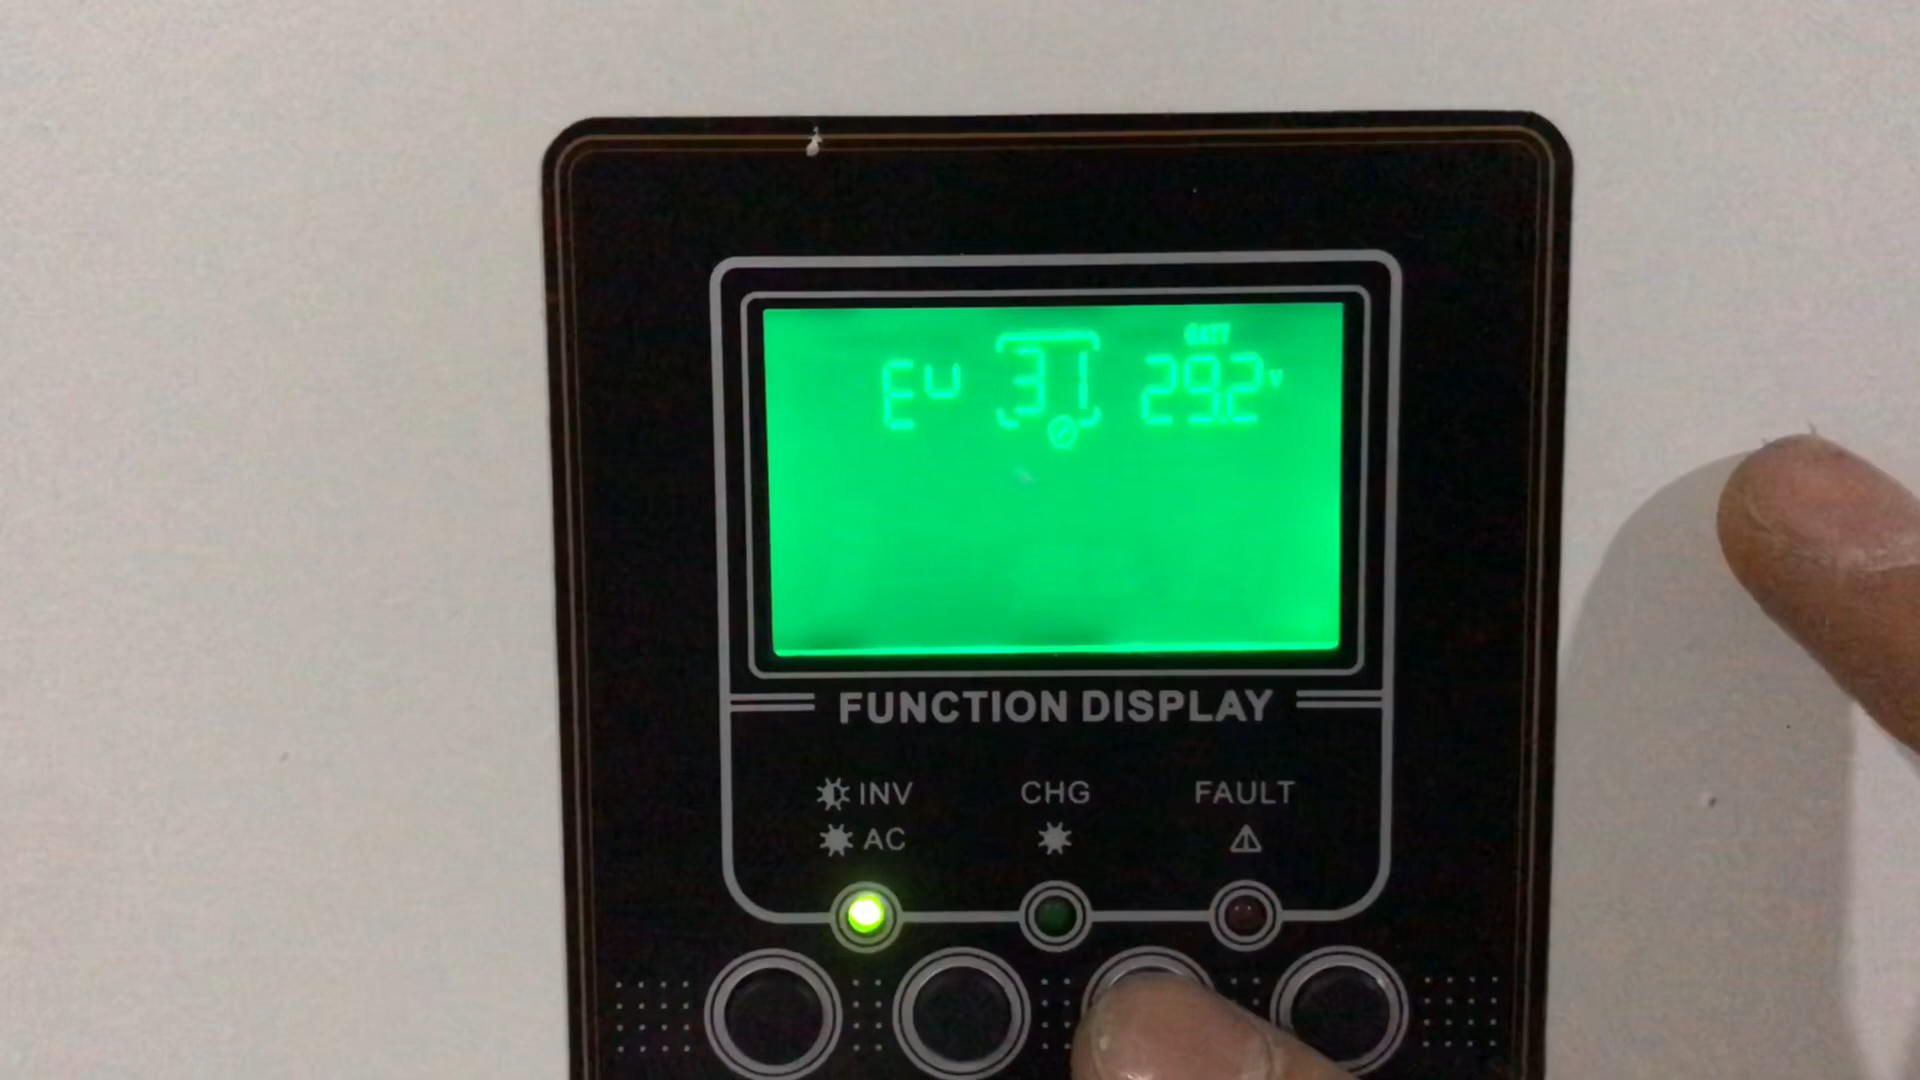 BATT
EU 31 29.2V
FUNCTION DISPLAY
INV CHG FAULT
AC